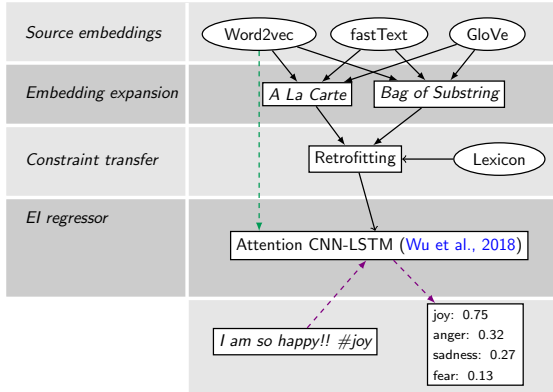 Source embeddings
Word2vec
fastText
GloVe
Embedding expansion
A La Carte
Bag of Substring
Constraint transfer
Retrofitting
Lexicon
EI regressor
Attention CNN-LSTM (Wu et al., 2018)
I am so happy!! #joy
joy: 0.75
anger: 0.32
sadness: 0.27
fear: 0.13